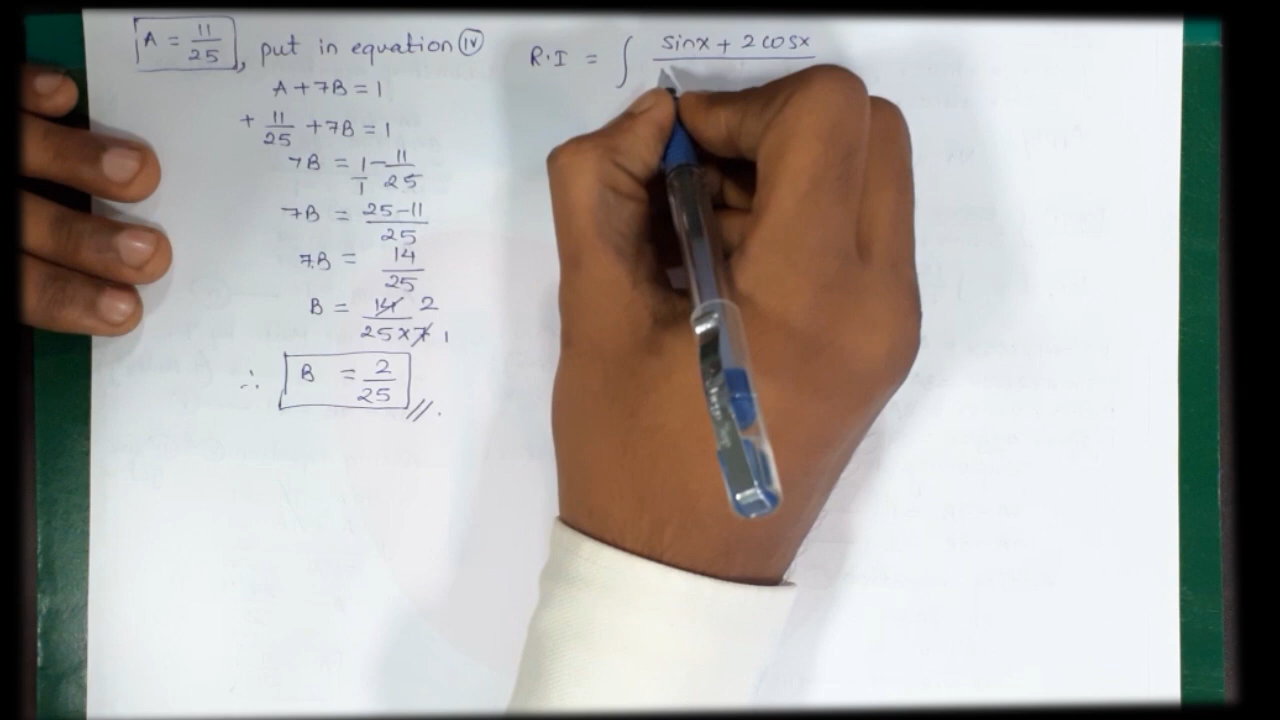 A = 11/25, put in equation (iv)
A + 7B = 1
+ 11/25 + 7B = 1
7B = 1/1 - 11/25
7B = 25-11/25
7B = 14/25
B = 14/25×7 2 1
∴ B = 2/25 //.
R.I = ∫ sinx + 2cosx